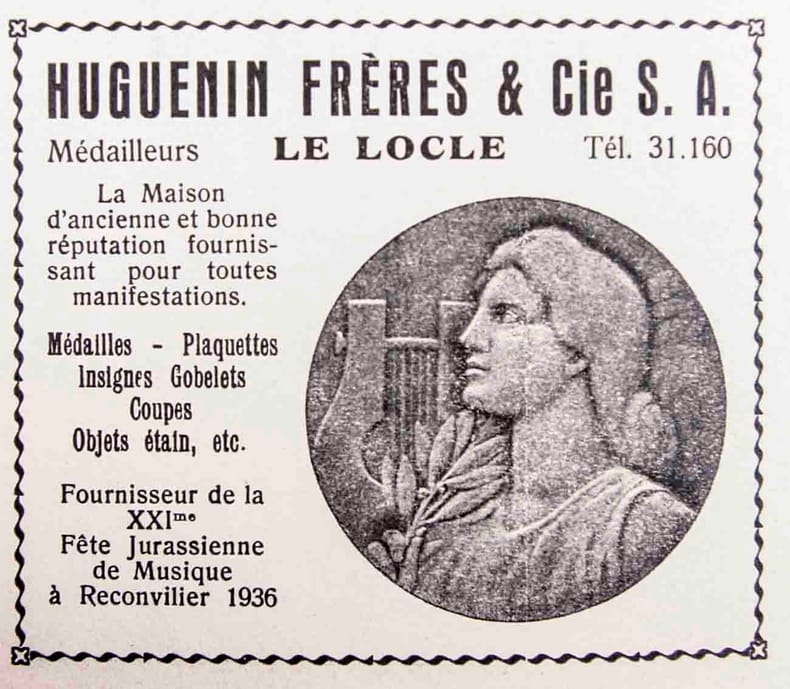 HUGUENIN FRÈRES & Cie S. A.
Médailleurs LE LOCLE Tél. 31.160
La Maison
d'ancienne et bonne
réputation fournis-
sant pour toutes
manifestations.
Médailles - Plaquettes
Insignes Gobelets
Coupes
Objets étain, etc.
Fournisseur de la
XXIme
Fête Jurassienne
de Musique
à Reconvilier 1936